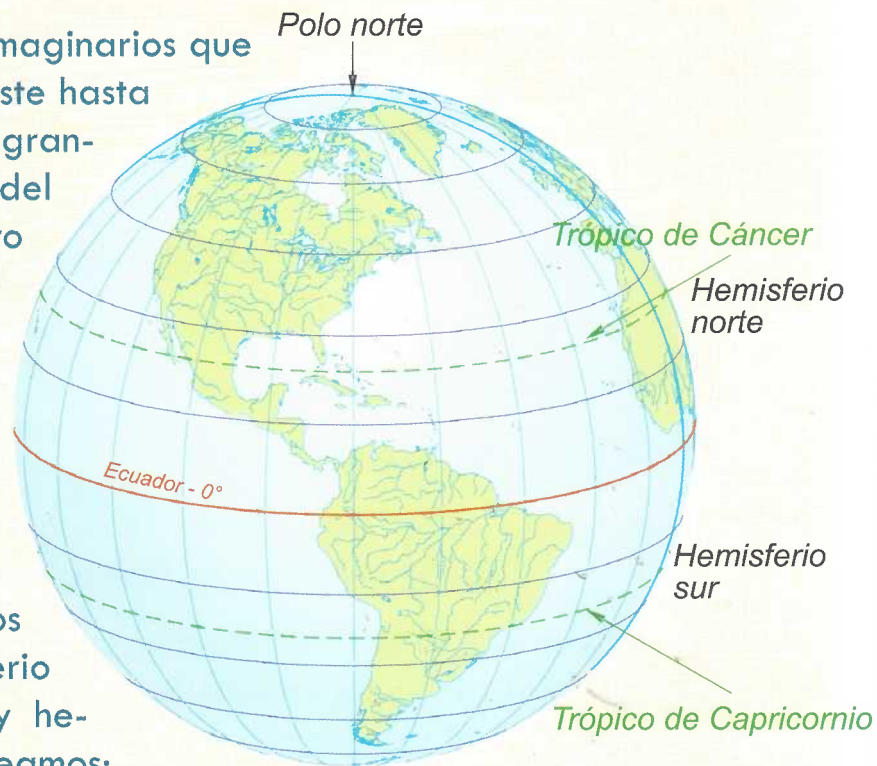 Polo norte
maginarios que
ste hasta
gran-
del
o
Trópico de Cáncer
Hemisferio
norte
Ecuador - 0°
Hemisferio
sur
os
erio
y he-
eamos:
Trópico de Capricornio